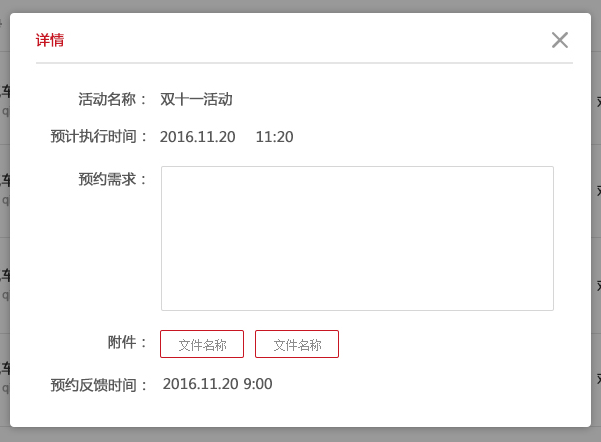 详情
活动名称： 双十一活动
预计执行时间： 2016.11.20 11:20
预约需求：
附件： 文件名称 文件名称
预约反馈时间： 2016.11.20 9:00